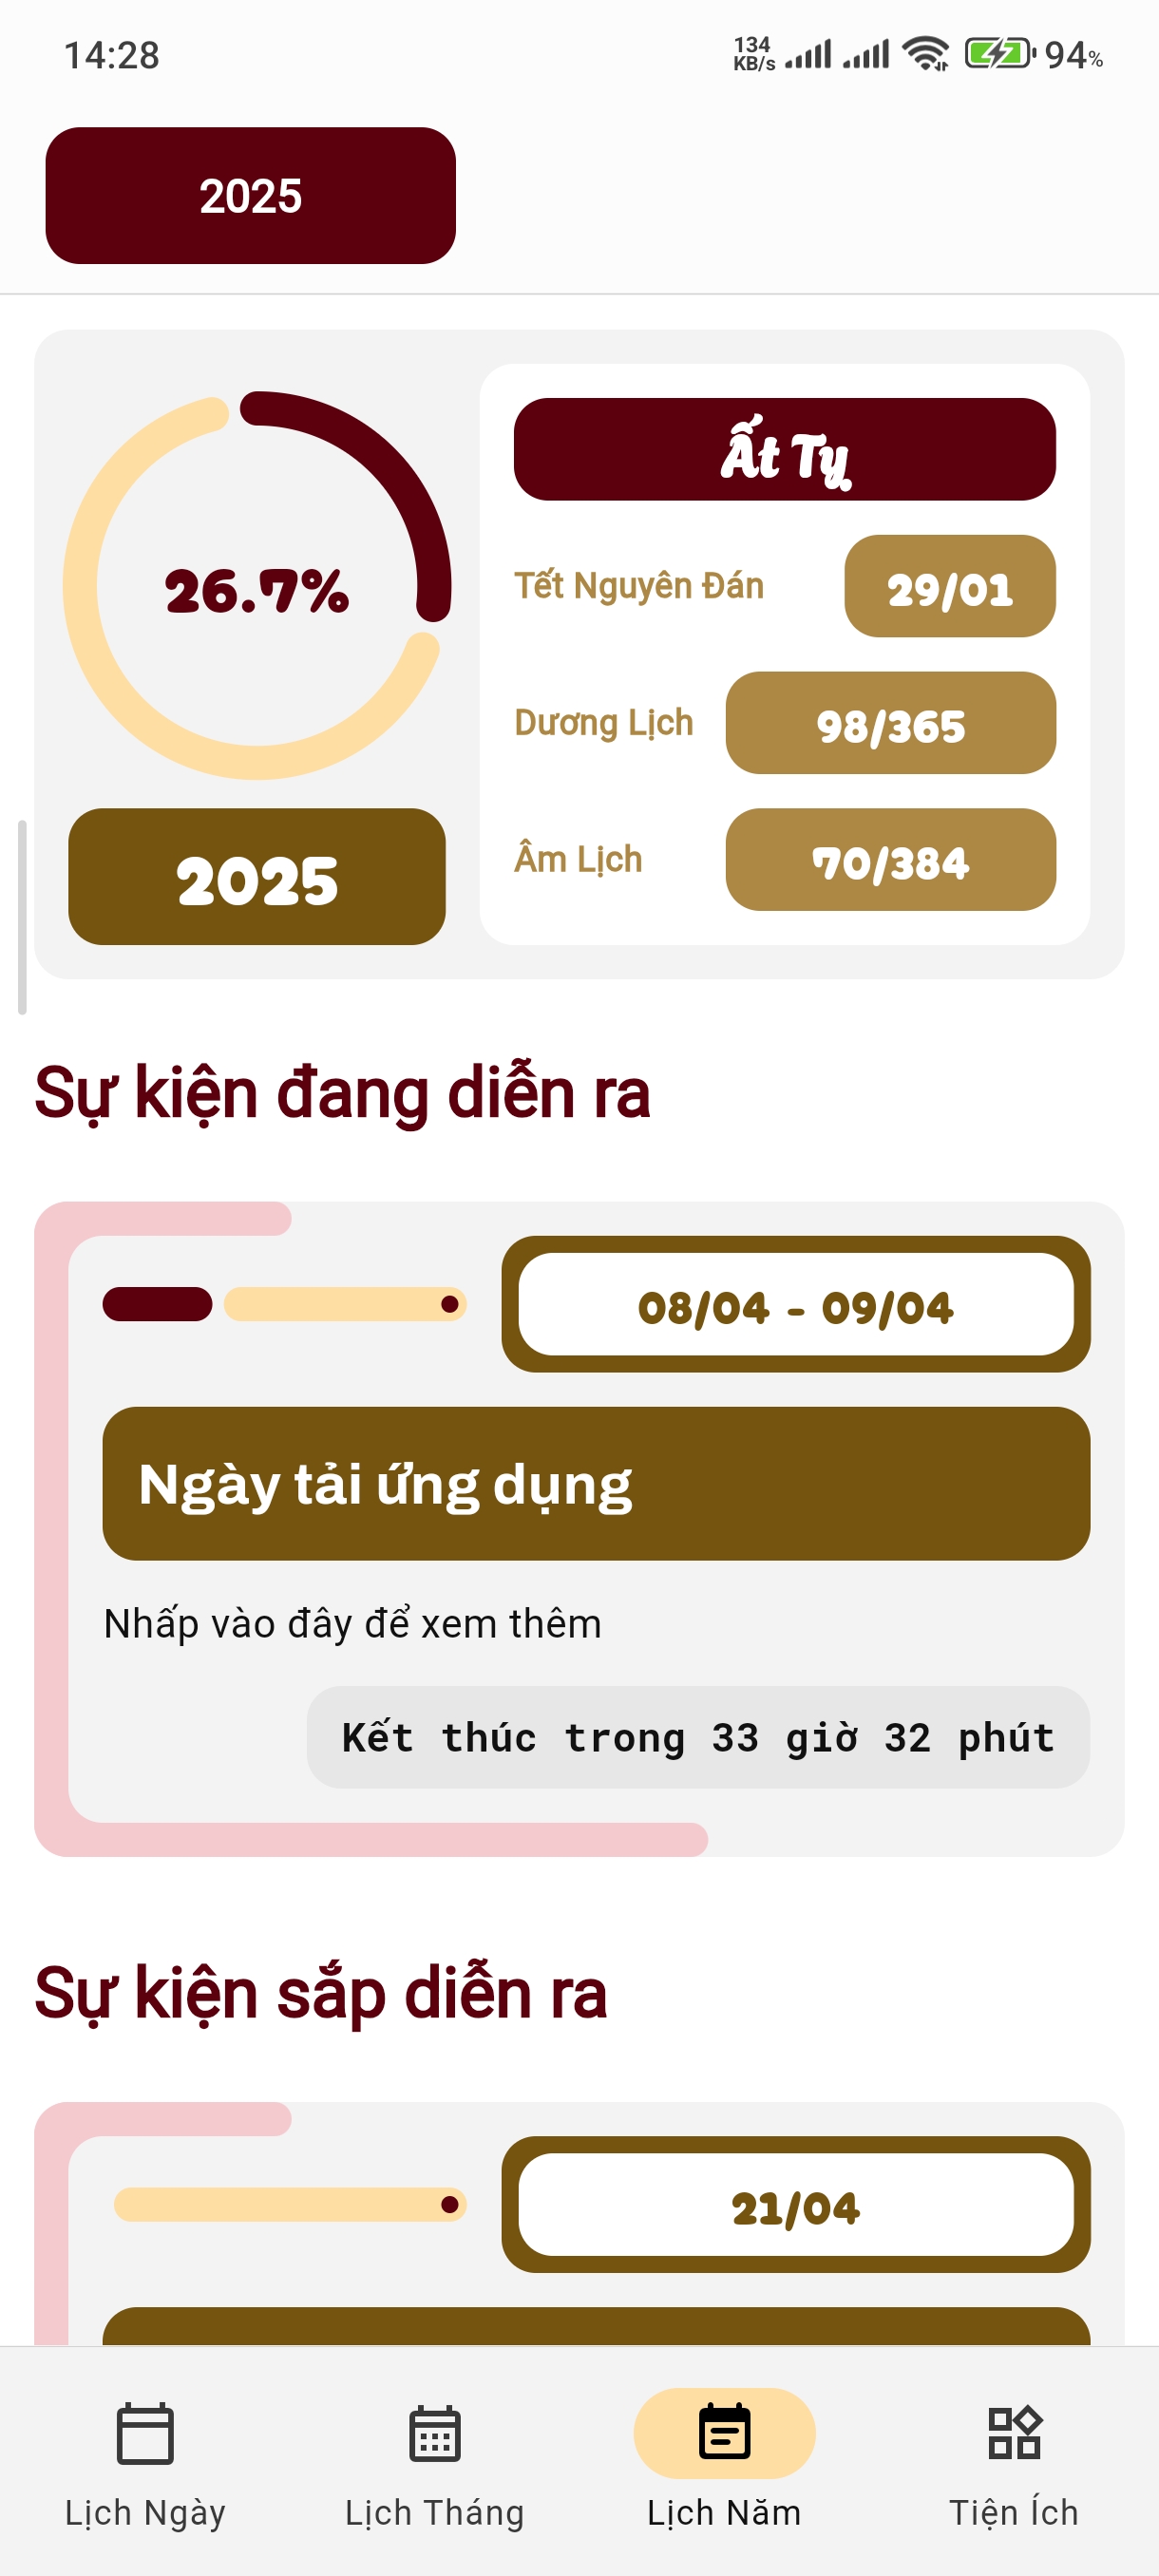 14:28
134
KB/s
94%
2025
26.7%
2025
Ất Tỵ
Tết Nguyên Đán
29/01
Dương Lịch
98/365
Âm Lịch
70/384
Sự kiện đang diễn ra
08/04 - 09/04
Ngày tải ứng dụng
Nhấp vào đây để xem thêm
Kết thúc trong 33 giờ 32 phút
Sự kiện sắp diễn ra
21/04
Lịch Ngày
Lịch Tháng
Lịch Năm
Tiện Ích